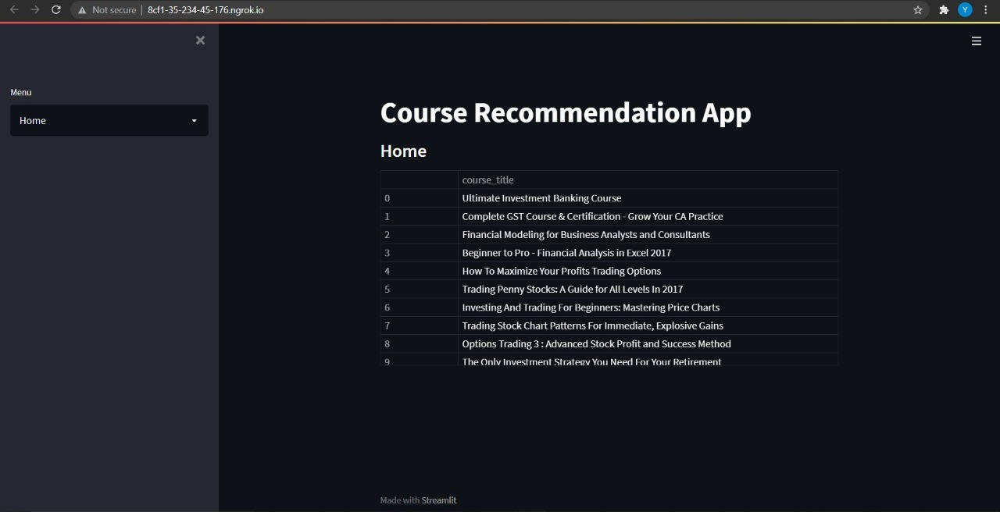 Not secure | 8cf1-35-234-45-176.ngrok.io
Y
Menu
Home
Course Recommendation App
Home
course_title
0 Ultimate Investment Banking Course
1 Complete GST Course & Certification - Grow Your CA Practice
2 Financial Modeling for Business Analysts and Consultants
3 Beginner to Pro - Financial Analysis in Excel 2017
4 How To Maximize Your Profits Trading Options
5 Trading Penny Stocks: A Guide for All Levels In 2017
6 Investing And Trading For Beginners: Mastering Price Charts
7 Trading Stock Chart Patterns For Immediate, Explosive Gains
8 Options Trading 3 : Advanced Stock Profit and Success Method
9 The Only Investment Strategy You Need For Your Retirement
Made with Streamlit